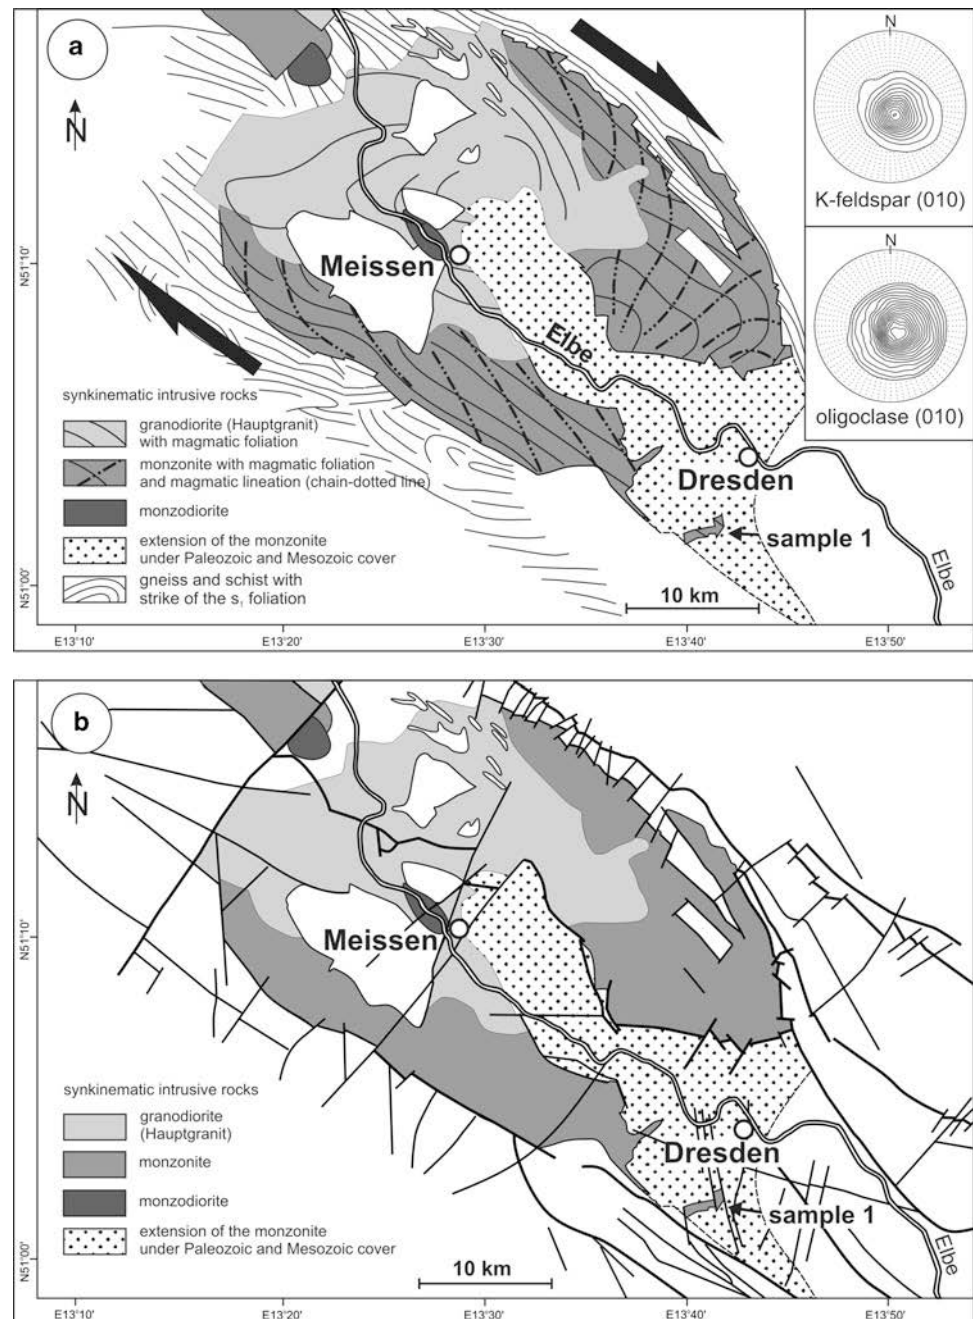 a
N
Meissen
Elbe
Dresden
sample 1
Elbe
N
K-feldspar (010)
N
oligoclase (010)
synkinematic intrusive rocks
granodiorite (Hauptgranit)
with magmatic foliation
monzonite with magmatic foliation
and magmatic lineation (chain-dotted line)
monzodiorite
extension of the monzonite
under Paleozoic and Mesozoic cover
gneiss and schist with
strike of the s₁ foliation
10 km
N51°10'
N51°00'
E13°10'
E13°20'
E13°30'
E13°40'
E13°50'
b
N
Meissen
Dresden
sample 1
Elbe
synkinematic intrusive rocks
granodiorite
(Hauptgranit)
monzonite
monzodiorite
extension of the monzonite
under Paleozoic and Mesozoic cover
10 km
N51°10'
N51°00'
E13°10'
E13°20'
E13°30'
E13°40'
E13°50'